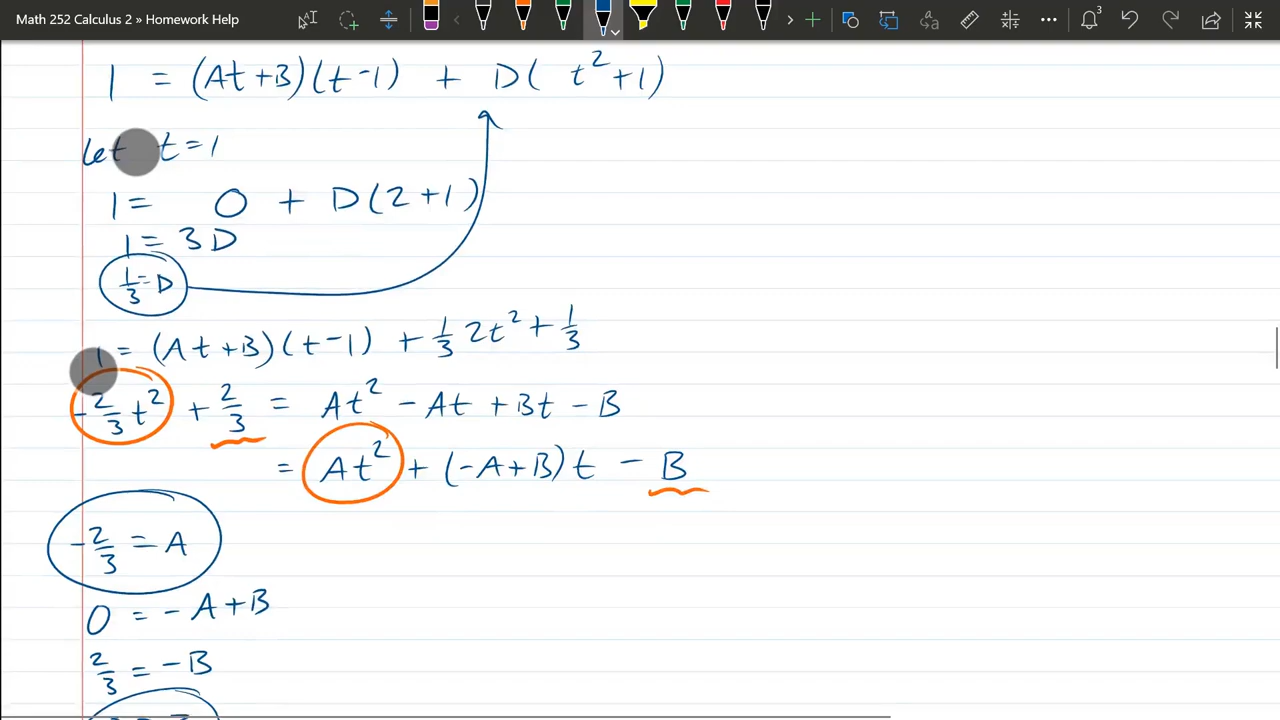 Math 252 Calculus 2 » Homework Help
3
1 = (At+B)(t-1) + D( t²+1)
let t=1
1 = 0 + D(2+1)
1 = 3D
1/3 = D
1 = (At+B)(t-1) + 1/3 2t² + 1/3
-2/3 t² + 2/3 = At² - At + Bt - B
= At² + (-A+B)t - B
-2/3 = A
0 = -A+B
2/3 = -B